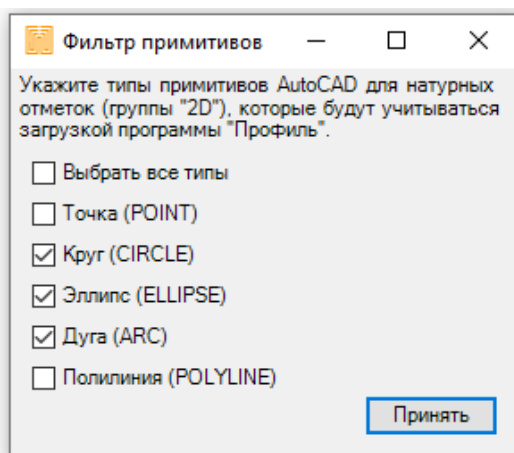 Фильтр примитивов
Укажите типы примитивов AutoCAD для натурных
отметок (группы "2D"), которые будут учитываться
загрузкой программы "Профиль".
Выбрать все типы
Точка (POINT)
Круг (CIRCLE)
Эллипс (ELLIPSE)
Дуга (ARC)
Полилиния (POLYLINE)
Принять